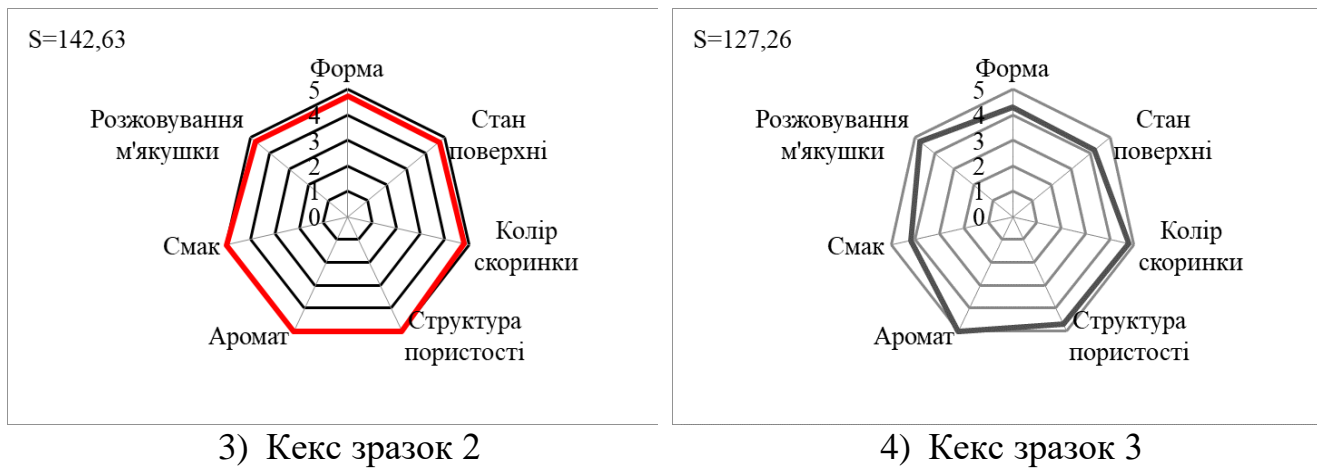 S=142,63
Форма
5
4
3
2
1
0
Розжовування
м'якушки
Стан
поверхні
Смак
Колір
скоринки
Аромат
Структура
пористості
3) Кекс зразок 2
S=127,26
Форма
5
4
3
2
1
0
Розжовування
м'якушки
Стан
поверхні
Смак
Колір
скоринки
Аромат
Структура
пористості
4) Кекс зразок 3